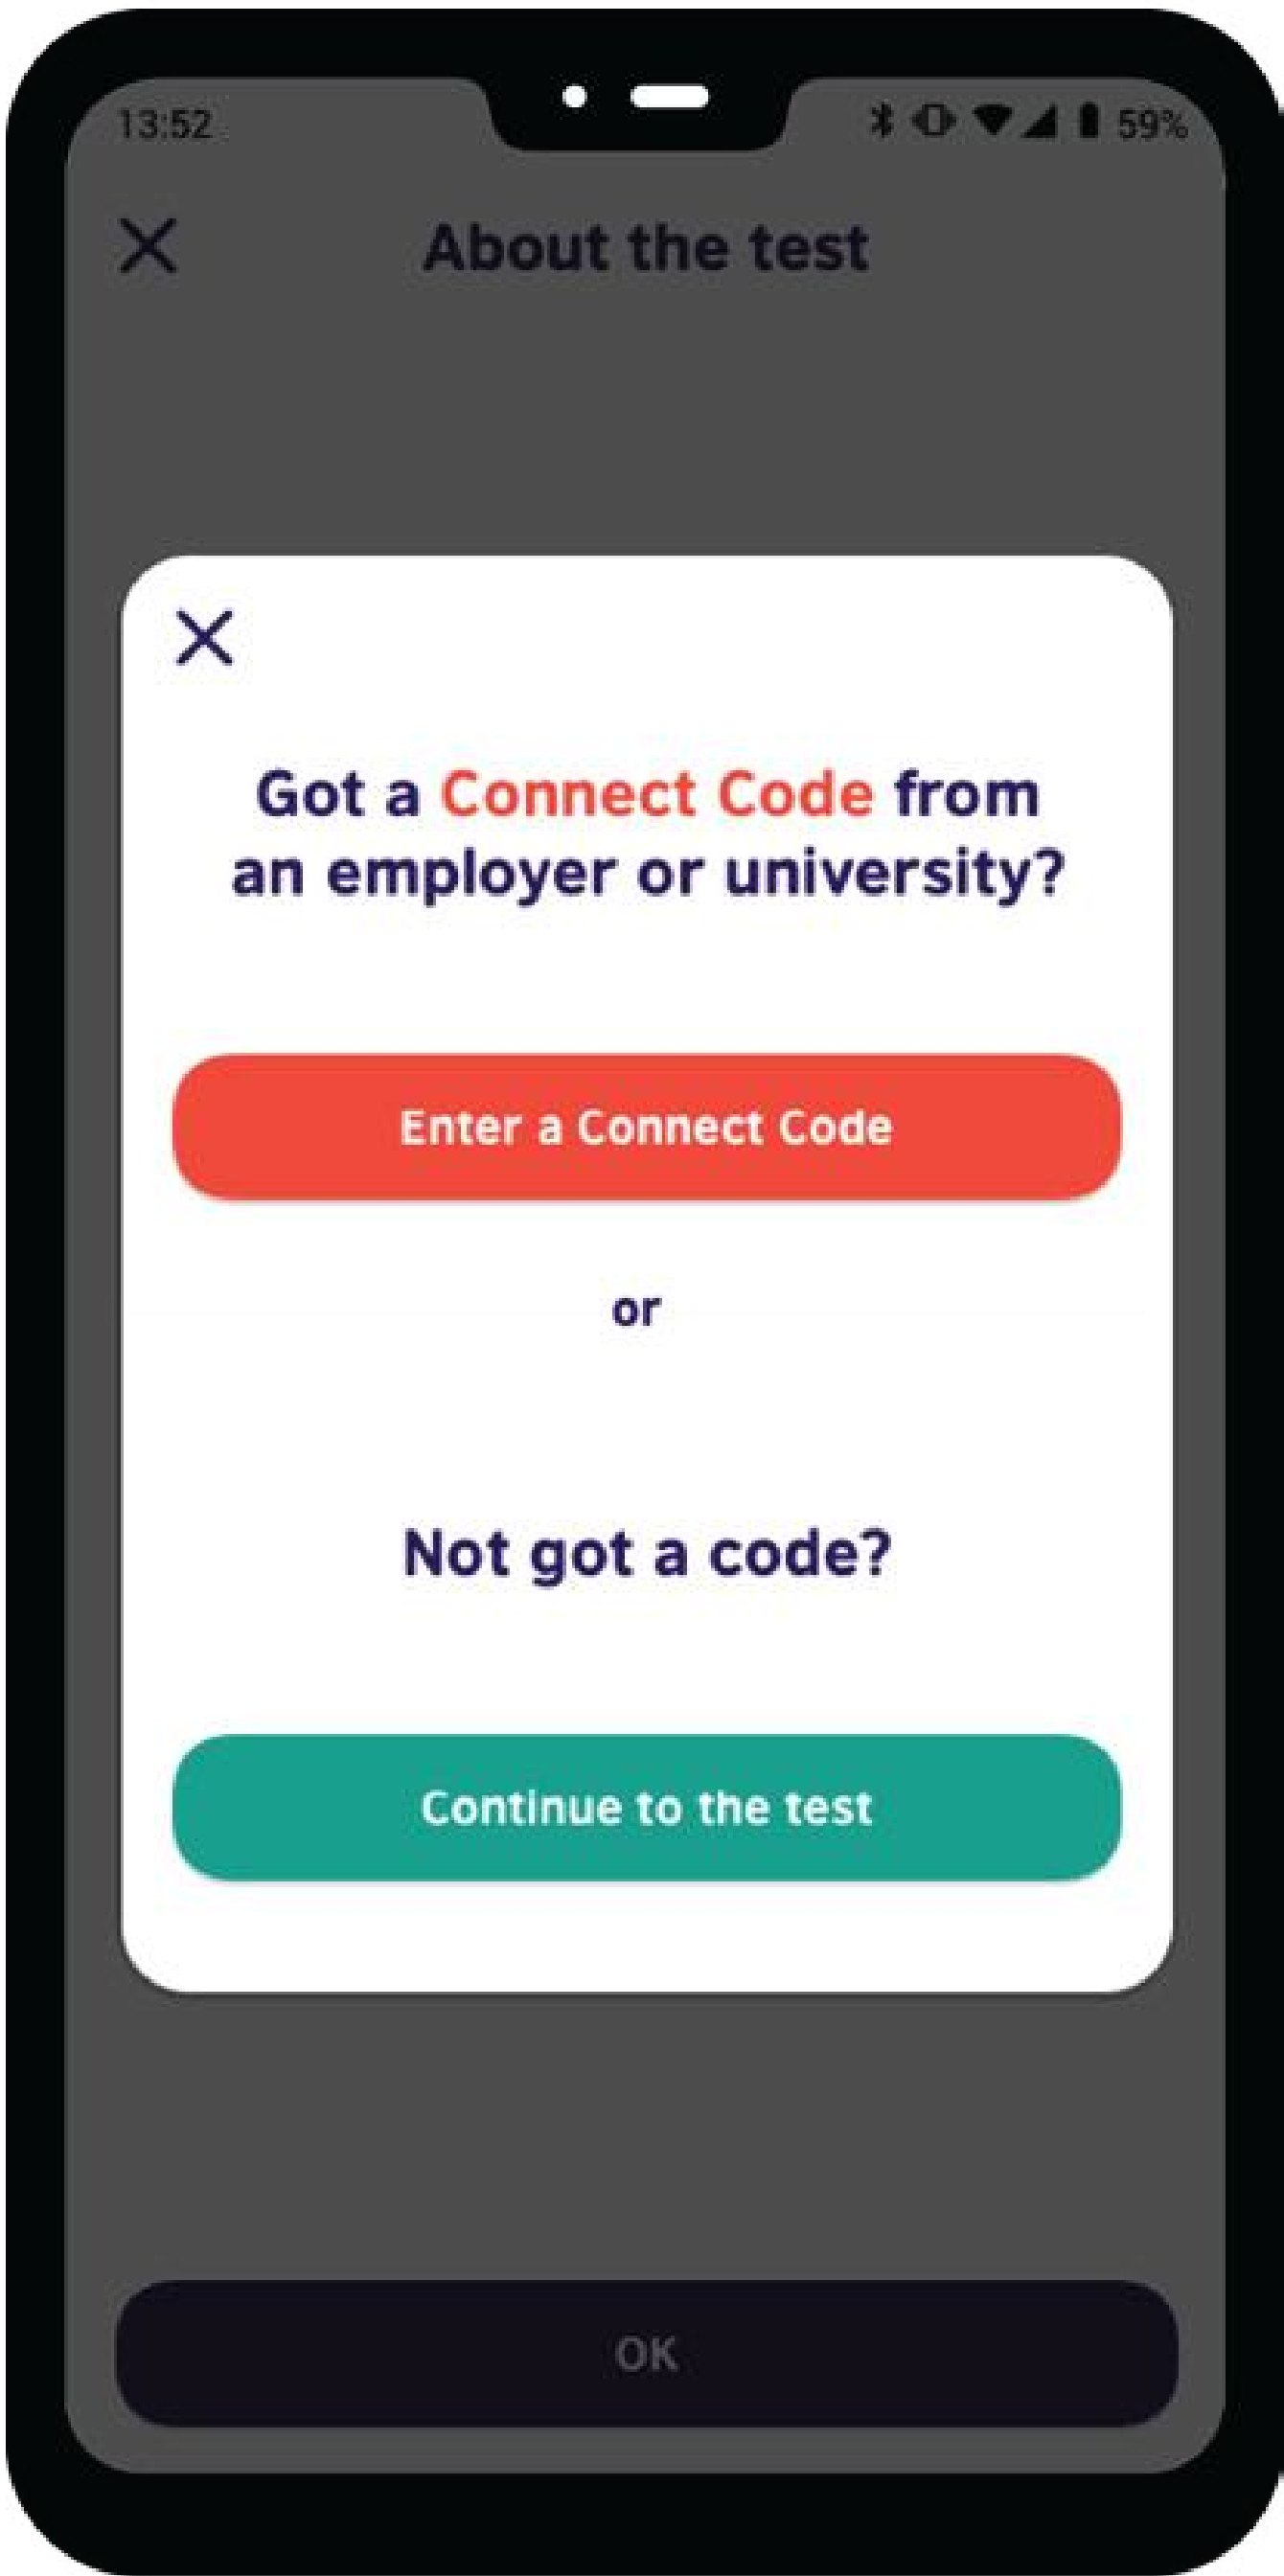 13:52
59%
About the test
Got a Connect Code from
an employer or university?
Enter a Connect Code
or
Not got a code?
Continue to the test
OK